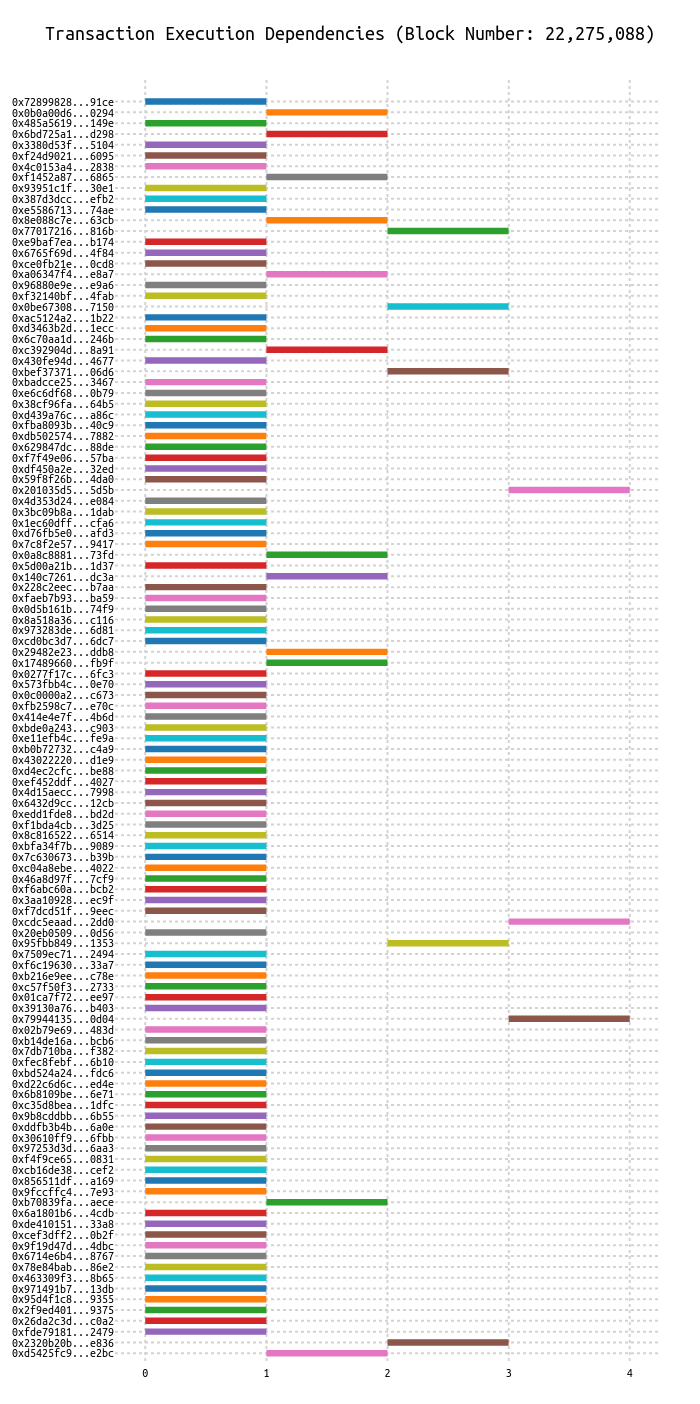 Transaction Execution Dependencies (Block Number: 22,275,088)
0x72899828...91ce
0x0b0a00d6...0294
0x485a5619...149e
0x6bd725a1...d298
0x3380d53f...5104
0xf24d9021...6095
0x4c0153a4...2838
0xf1452a87...6865
0x93951c1f...30e1
0x387d3dcc...efb2
0xe5586713...74ae
0x8e088c7e...63cb
0x77017216...816b
0xe9baf7ea...b174
0x6765f69d...4f84
0xce0fb21e...0cd8
0xa06347f4...e8a7
0x96880e9e...e9a6
0xf32140bf...4fab
0x0be67308...7150
0xac5124a2...1b22
0xd3463b2d...1ecc
0x6c70aa1d...246b
0xc392904d...8a91
0x430fe94d...4677
0xbef37371...06d6
0xbadcce25...3467
0xe6c6df68...0b79
0x38cf96fa...64b5
0xd439a76c...a86c
0xfba8093b...40c9
0xdb502574...7882
0x629847dc...88de
0xf7f49e06...57ba
0xdf450a2e...32ed
0x59f8f26b...4da0
0x201035d5...5d5b
0x4d353d24...e084
0x3bc09b8a...1dab
0x1ec60dff...cfa6
0xd76fb5e0...afd3
0x7c8f2e57...9417
0x0a8c8881...73fd
0x5d00a21b...1d37
0x140c7261...dc3a
0x228c2eec...b7aa
0xfaeb7b93...ba59
0x0d5b161b...74f9
0x8a518a36...c116
0x973283de...6d81
0xcd0bc3d7...6dc7
0x29482e23...ddb8
0x17489660...fb9f
0x0277f17c...6fc3
0x573fbb4c...0e70
0x0c0000a2...c673
0xfb2598c7...e70c
0x414e4e7f...4b6d
0xbde0a243...c903
0xe11efb4c...fe9a
0xb0b72732...c4a9
0x43022220...d1e9
0xd4ec2cfc...be88
0xef452ddf...4027
0x4d15aecc...7998
0x6432d9cc...12cb
0xedd1fde8...bd2d
0xf1bda4cb...3d25
0x8c816522...6514
0xbfa34f7b...9089
0x7c630673...b39b
0xc04a8ebe...4022
0x46a8d97f...7cf9
0xf6abc60a...bcb2
0x3aa10928...ec9f
0xf7dcd51f...9eec
0xcdc5eaad...2dd0
0x20eb0509...0d56
0x95fbb849...1353
0x7509ec71...2494
0xf6c19630...33a7
0xb216e9ee...c78e
0xc57f50f3...2733
0x01ca7f72...ee97
0x39130a76...b403
0x79944135...0d04
0x02b79e69...483d
0xb14de16a...bcb6
0x7db710ba...f382
0xfec8febf...6b10
0xbd524a24...fdc6
0xd22c6d6c...ed4e
0x6b8109be...6e71
0xc35d8bea...1dfc
0x9b8cddbb...6b55
0xddfb3b4b...6a0e
0x30610ff9...6fbb
0x97253d3d...6aa3
0xf4f9ce65...0831
0xcb16de38...cef2
0x856511df...a169
0x9fccffc4...7e93
0xb70839fa...aece
0x6a1801b6...4cdb
0xde410151...33a8
0xcef3dff2...0b2f
0x9f19d47d...4dbc
0x6714e6b4...8767
0x78e84bab...86e2
0x463309f3...8b65
0x971491b7...13db
0x95d4f1c8...9355
0x2f9ed401...9375
0x26da2c3d...c0a2
0xfde79181...2479
0x2320b20b...e836
0xd5425fc9...e2bc
0 1 2 3 4